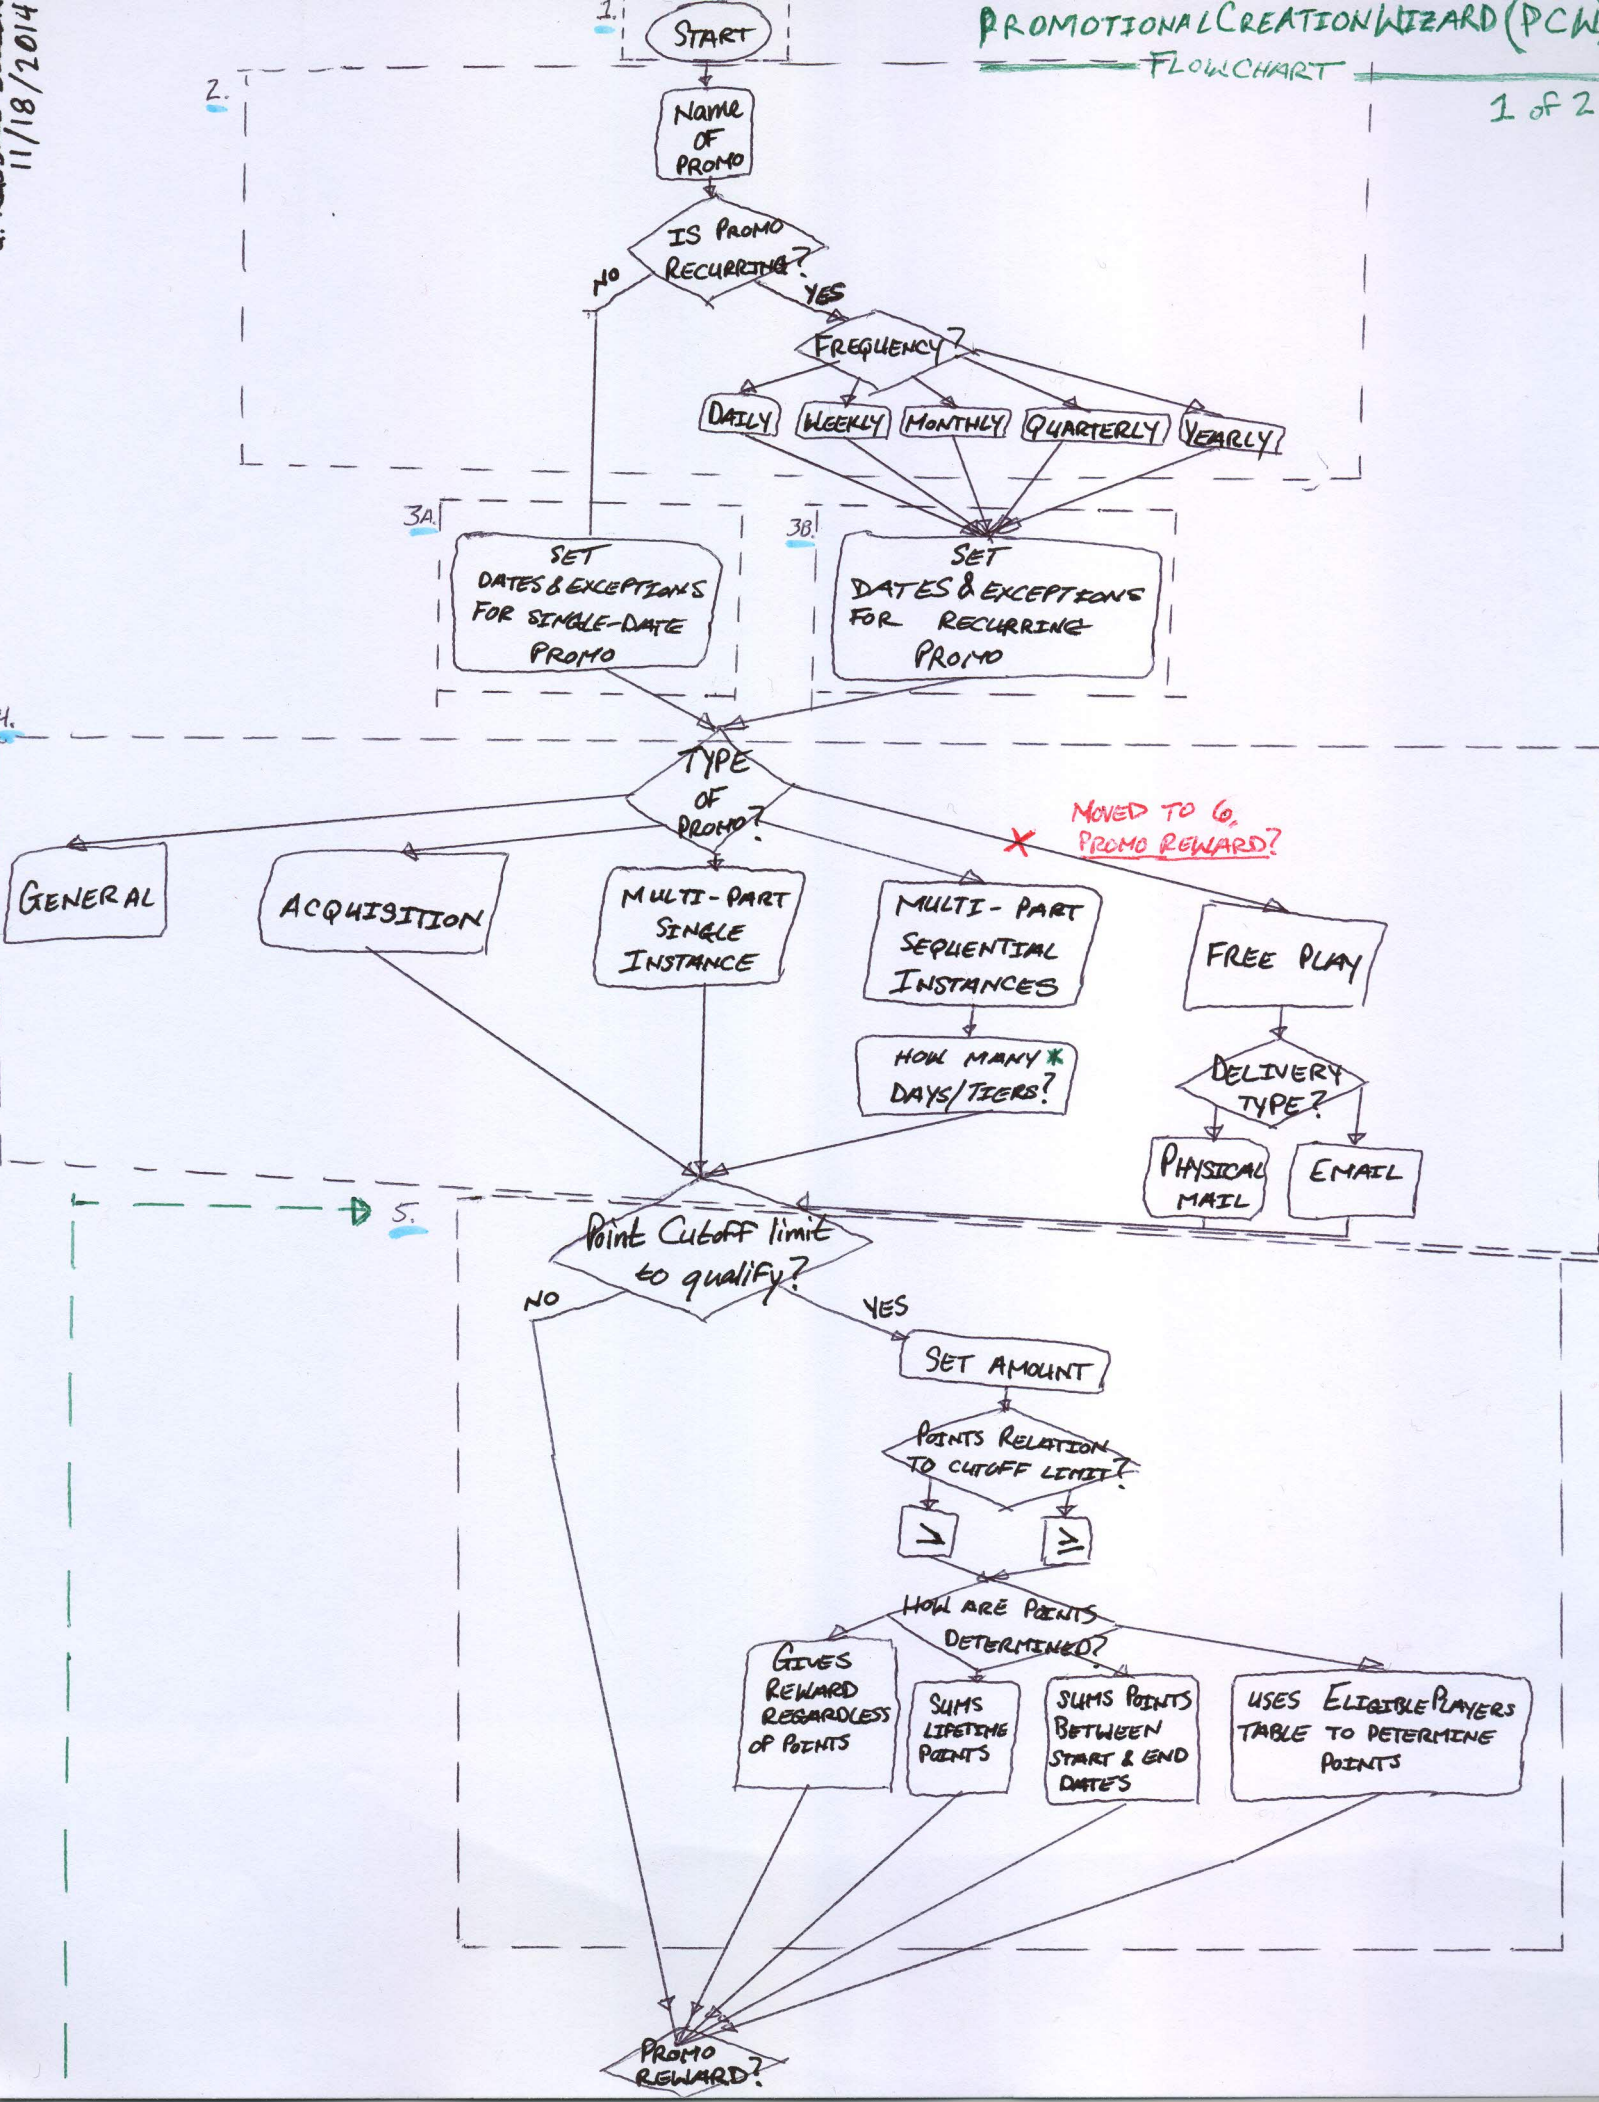 11/18/2014
PROMOTIONALCREATIONWIZARD(PCW)
FLOWCHART
1 of 2
1.
START
2.
Name
OF
PROMO
IS PROMO
RECURRING?
NO
YES
FREQUENCY?
DAILY
WEEKLY
MONTHLY
QUARTERLY
YEARLY
3A.
SET
DATES & EXCEPTIONS
FOR SINGLE-DATE
PROMO
3B.
SET
DATES & EXCEPTIONS
FOR RECURRING
PROMO
4.
TYPE
OF
PROMO?
MOVED TO 6,
PROMO REWARD?
GENERAL
ACQUISITION
MULTI-PART
SINGLE
INSTANCE
MULTI-PART
SEQUENTIAL
INSTANCES
HOW MANY *
DAYS/TIERS?
FREE PLAY
DELIVERY
TYPE?
PHYSICAL
MAIL
EMAIL
5.
Point Cutoff limit
to qualify?
NO
YES
SET AMOUNT
POINTS RELATION
TO CUTOFF LIMIT?
>
≥
HOW ARE POINTS
DETERMINED?
GIVES
REWARD
REGARDLESS
OF POINTS
SUMS
LIFETIME
POINTS
SUMS POINTS
BETWEEN
START & END
DATES
USES ELIGIBLEPLAYERS
TABLE TO DETERMINE
POINTS
PROMO
REWARD?